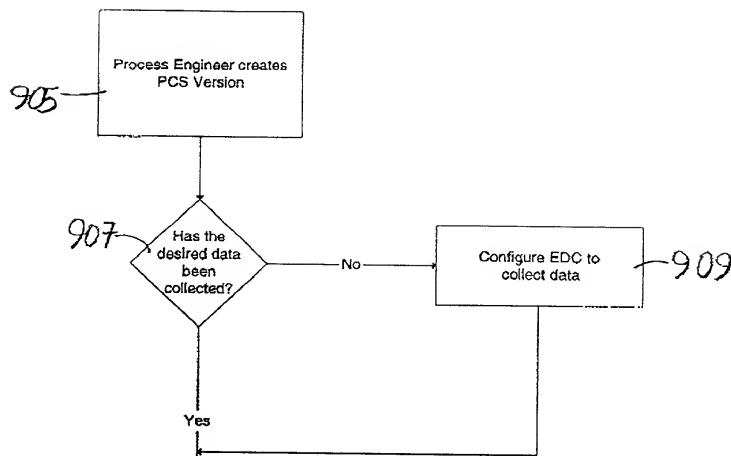 Process Engineer creates
PCS Version
905
907
Has the
desired data
been
collected?
No
Configure EDC to
collect data
909
Yes